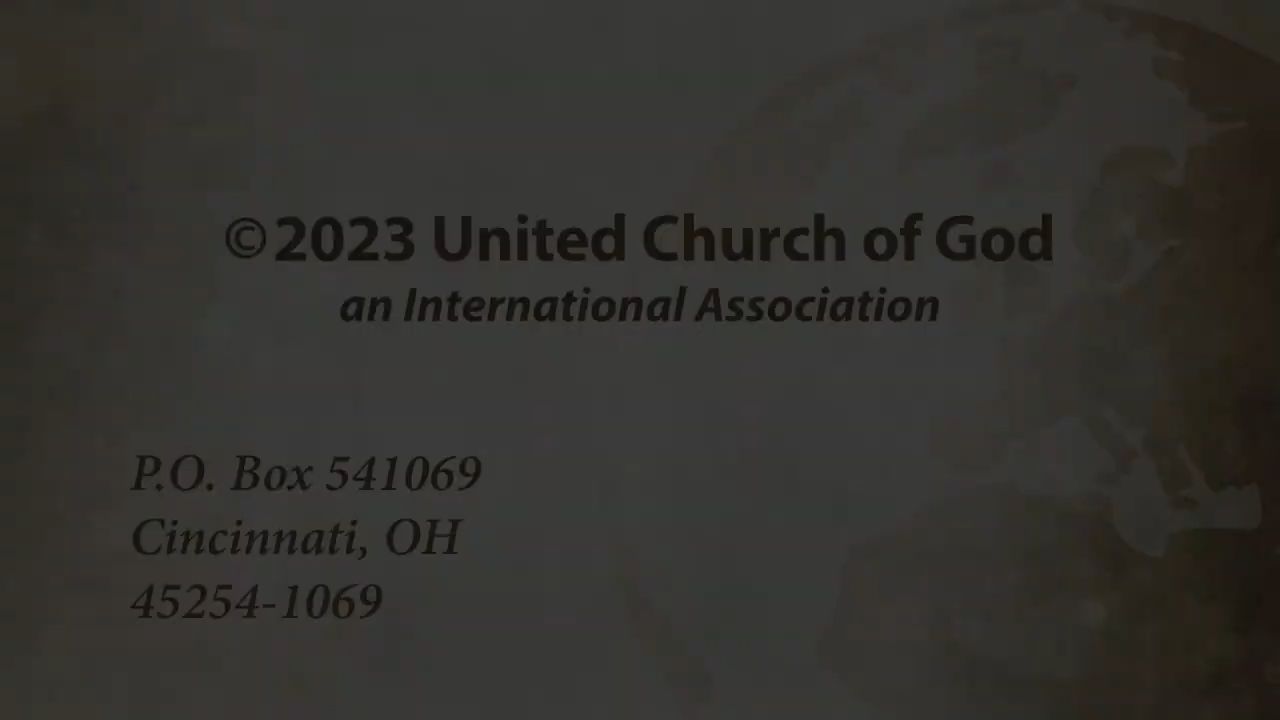 ©2023 United Church of God
an International Association
P.O. Box 541069
Cincinnati, OH
45254-1069